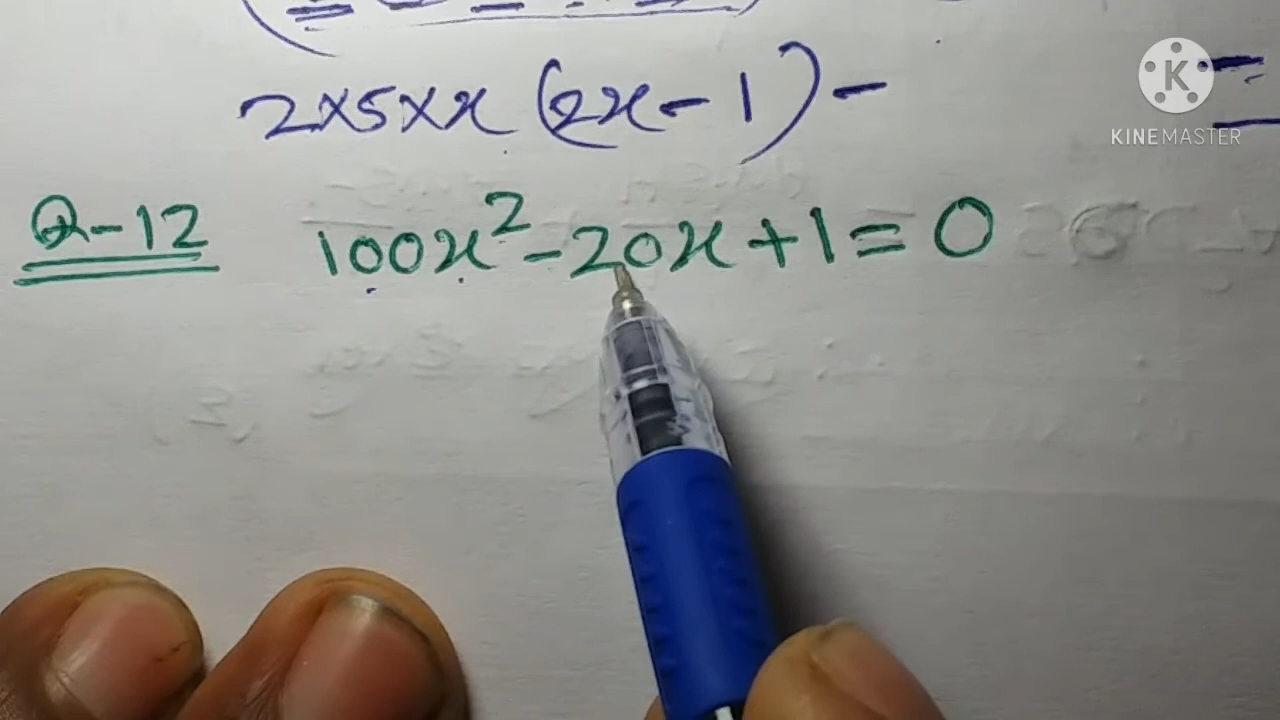 2×5×x (2x-1) -
KINEMASTER
Q-12 100x²-20x+1=0